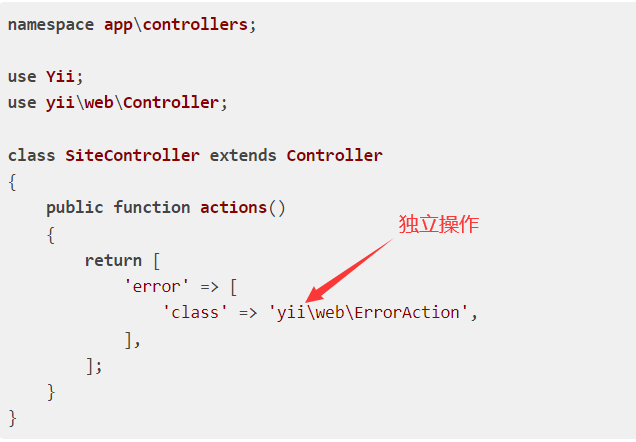 namespace app\controllers;
use Yii;
use yii\web\Controller;
class SiteController extends Controller
{
    public function actions()
独立操作
    {
        return [
            'error' => [
                'class' => 'yii\web\ErrorAction',
            ],
        ];
    }
}